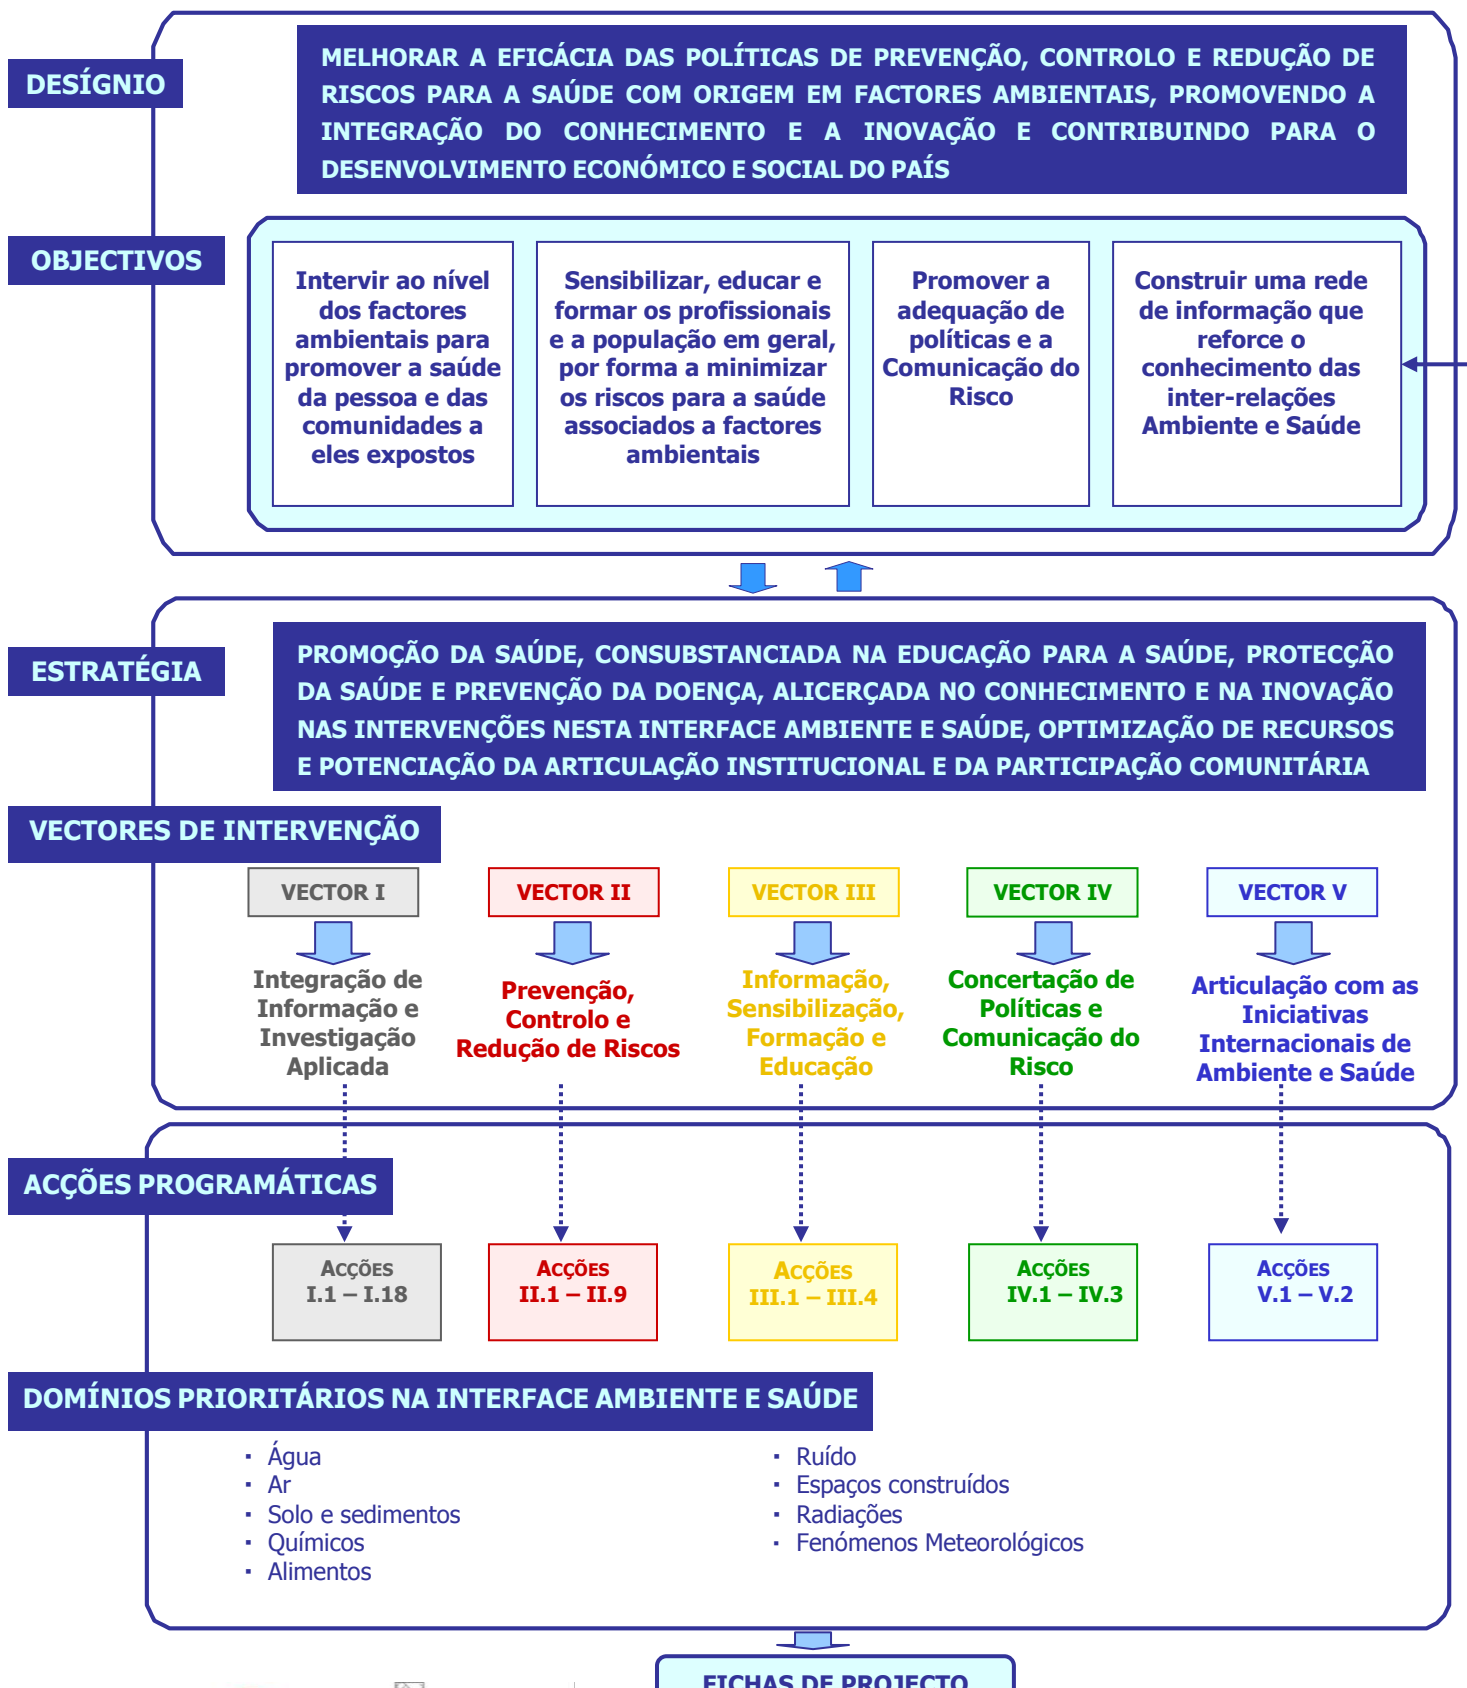 DESÍGNIO
MELHORAR A EFICÁCIA DAS POLÍTICAS DE PREVENÇÃO, CONTROLO E REDUÇÃO DE
RISCOS PARA A SAÚDE COM ORIGEM EM FACTORES AMBIENTAIS, PROMOVENDO A
INTEGRAÇÃO DO CONHECIMENTO E A INOVAÇÃO E CONTRIBUINDO PARA O
DESENVOLVIMENTO ECONÓMICO E SOCIAL DO PAÍS
OBJECTIVOS
Intervir ao nível
dos factores
ambientais para
promover a saúde
da pessoa e das
comunidades a
eles expostos
Sensibilizar, educar e
formar os profissionais
e a população em geral,
por forma a minimizar
os riscos para a saúde
associados a factores
ambientais
Promover a
adequação de
políticas e a
Comunicação do
Risco
Construir uma rede
de informação que
reforce o
conhecimento das
inter-relações
Ambiente e Saúde
ESTRATÉGIA
PROMOÇÃO DA SAÚDE, CONSUBSTANCIADA NA EDUCAÇÃO PARA A SAÚDE, PROTECÇÃO
DA SAÚDE E PREVENÇÃO DA DOENÇA, ALICERÇADA NO CONHECIMENTO E NA INOVAÇÃO
NAS INTERVENÇÕES NESTA INTERFACE AMBIENTE E SAÚDE, OPTIMIZAÇÃO DE RECURSOS
E POTENCIAÇÃO DA ARTICULAÇÃO INSTITUCIONAL E DA PARTICIPAÇÃO COMUNITÁRIA
VECTORES DE INTERVENÇÃO
VECTOR I
Integração de
Informação e
Investigação
Aplicada
VECTOR II
Prevenção,
Controlo e
Redução de Riscos
VECTOR III
Informação,
Sensibilização,
Formação e
Educação
VECTOR IV
Concertação de
Políticas e
Comunicação do
Risco
VECTOR V
Articulação com as
Iniciativas
Internacionais de
Ambiente e Saúde
ACÇÕES PROGRAMÁTICAS
ACÇÕES
I.1 – I.18
ACÇÕES
II.1 – II.9
ACÇÕES
III.1 – III.4
ACÇÕES
IV.1 – IV.3
ACÇÕES
V.1 – V.2
DOMÍNIOS PRIORITÁRIOS NA INTERFACE AMBIENTE E SAÚDE
▪ Água
▪ Ar
▪ Solo e sedimentos
▪ Químicos
▪ Alimentos
▪ Ruído
▪ Espaços construídos
▪ Radiações
▪ Fenómenos Meteorológicos
FICHAS DE PROJECTO